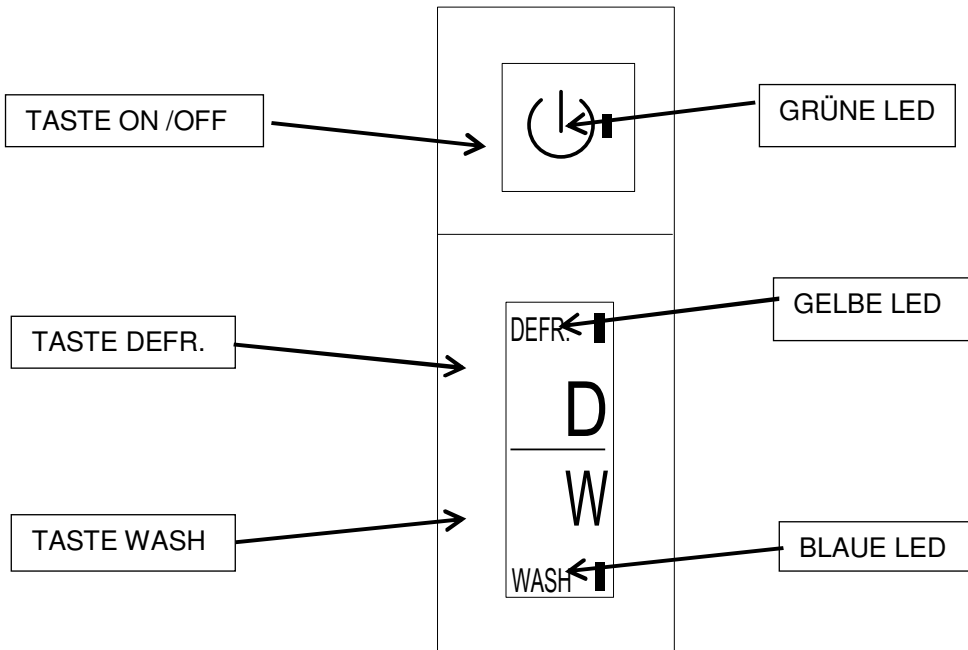 TASTE ON /OFF
GRÜNE LED
DEFR.
GELBE LED
TASTE DEFR.
D
W
TASTE WASH
WASH
BLAUE LED